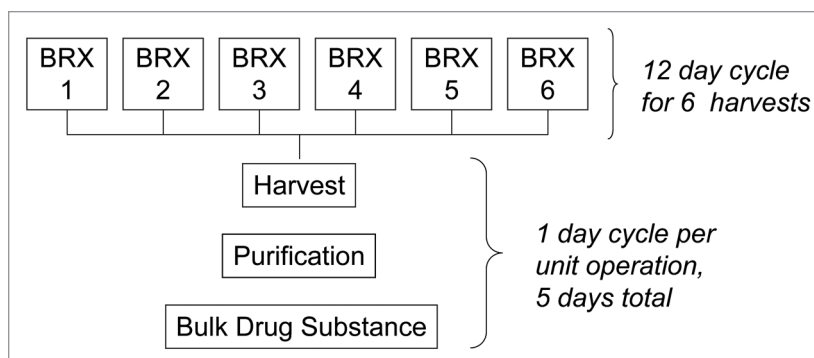 BRX 1
BRX 2
BRX 3
BRX 4
BRX 5
BRX 6
12 day cycle
for 6 harvests
Harvest
Purification
Bulk Drug Substance
1 day cycle per
unit operation,
5 days total